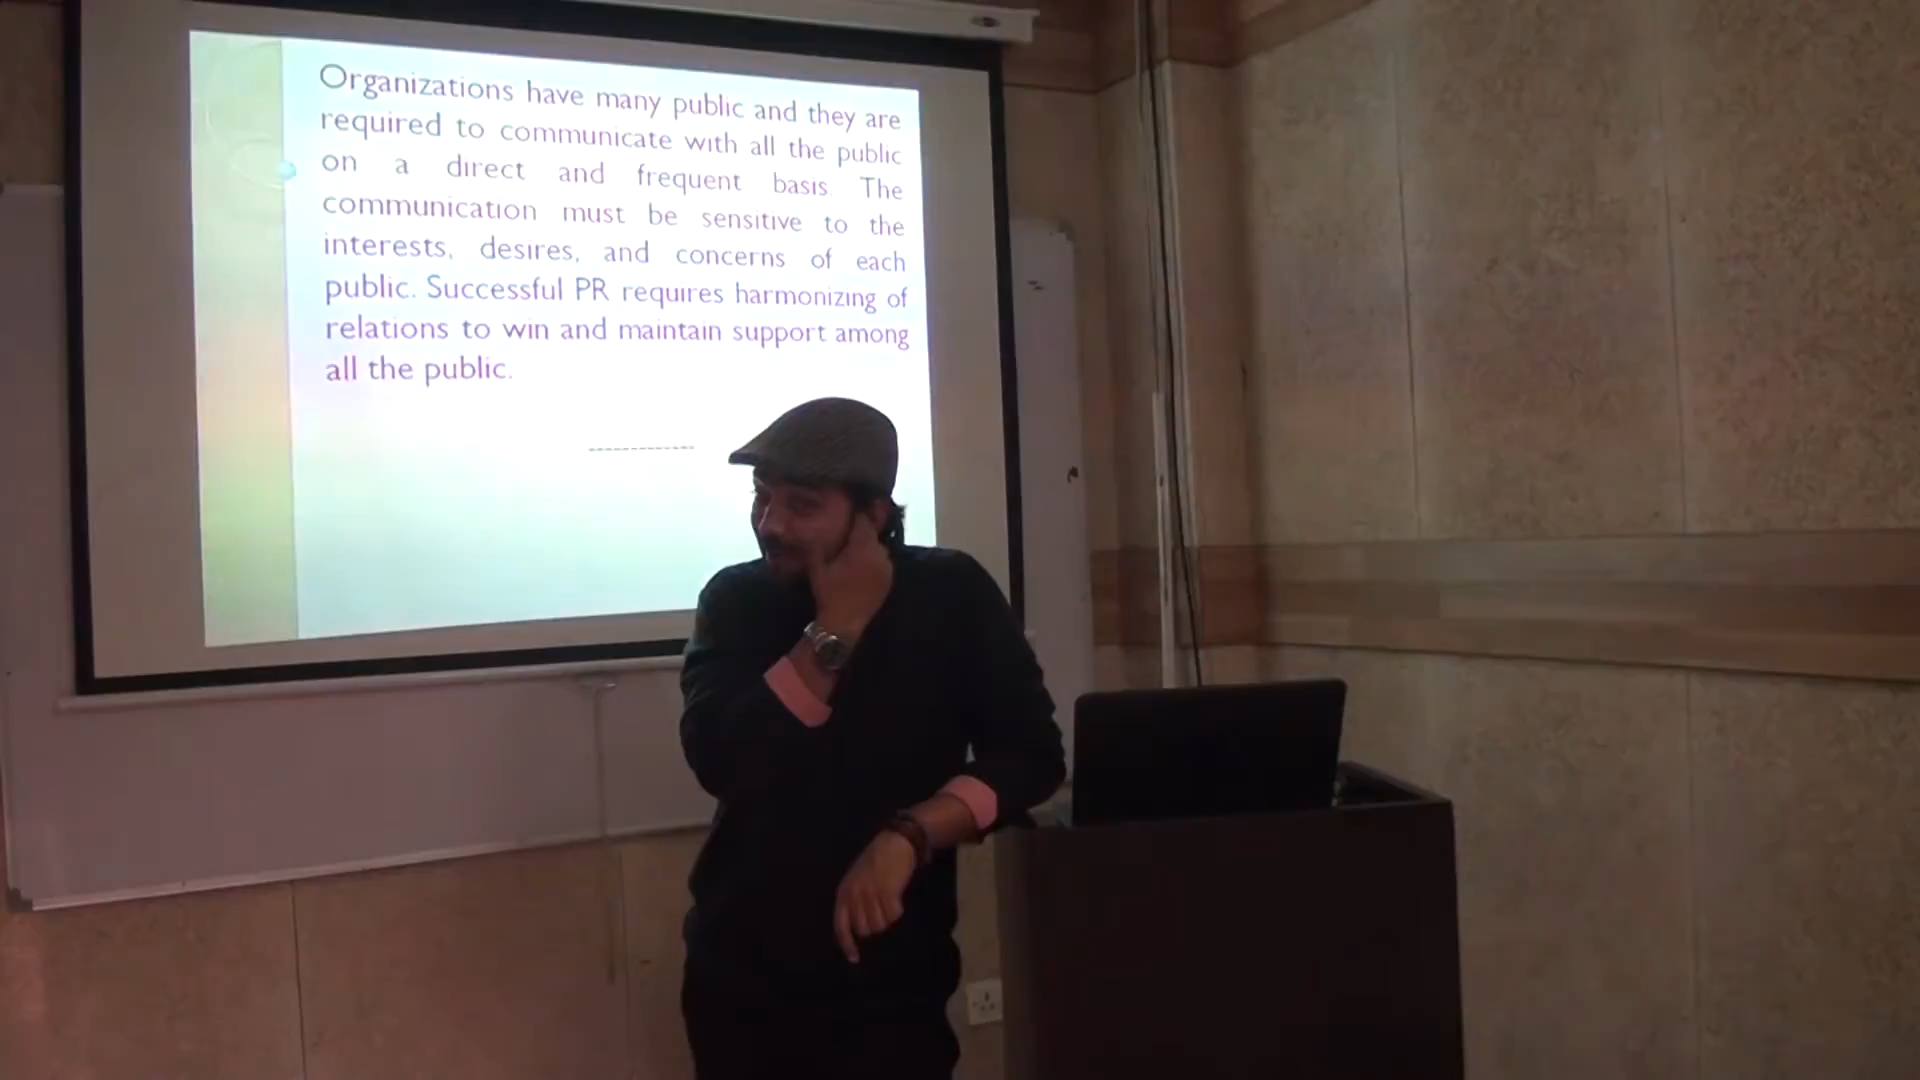 Organizations have many public and they are
required to communicate with all the public
on a direct and frequent basis. The
communication must be sensitive to the
interests, desires, and concerns of each
public. Successful PR requires harmonizing of
relations to win and maintain support among
all the public.
-------------